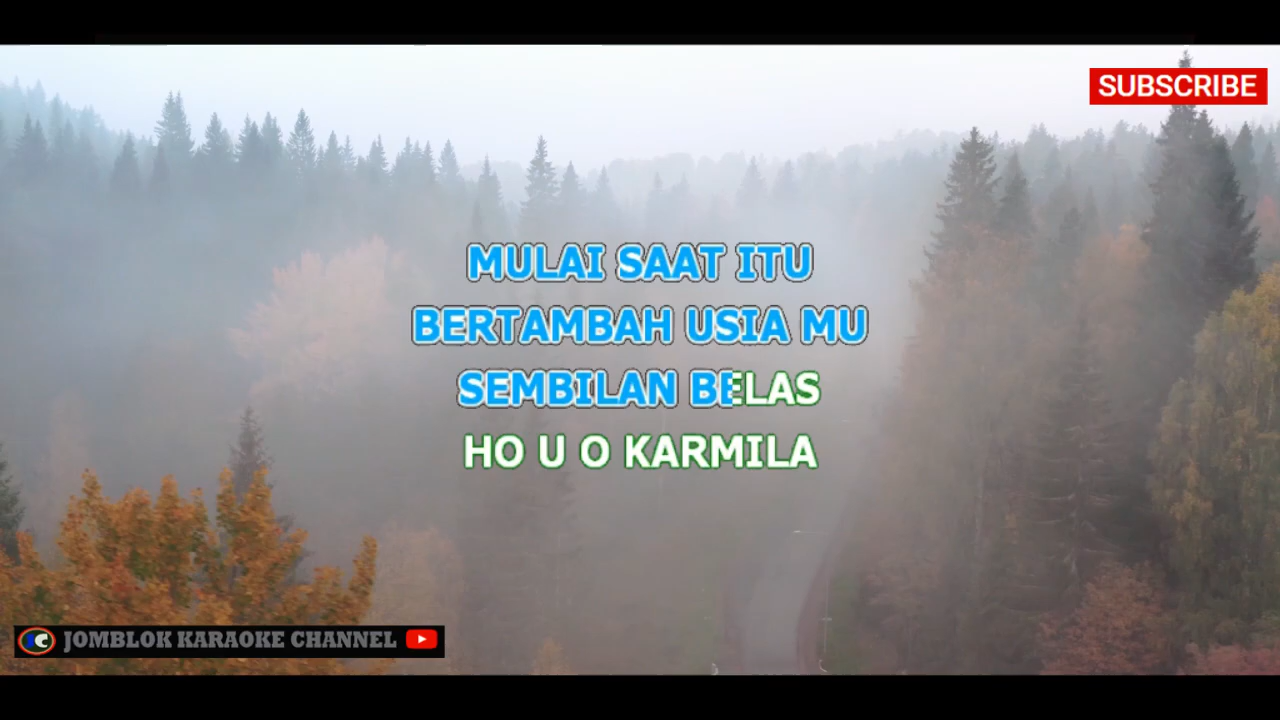 SUBSCRIBE
MULAI SAAT ITU
BERTAMBAH USIA MU
SEMBILAN BELAS
HO U O KARMILA
JOMBLOK KARAOKE CHANNEL